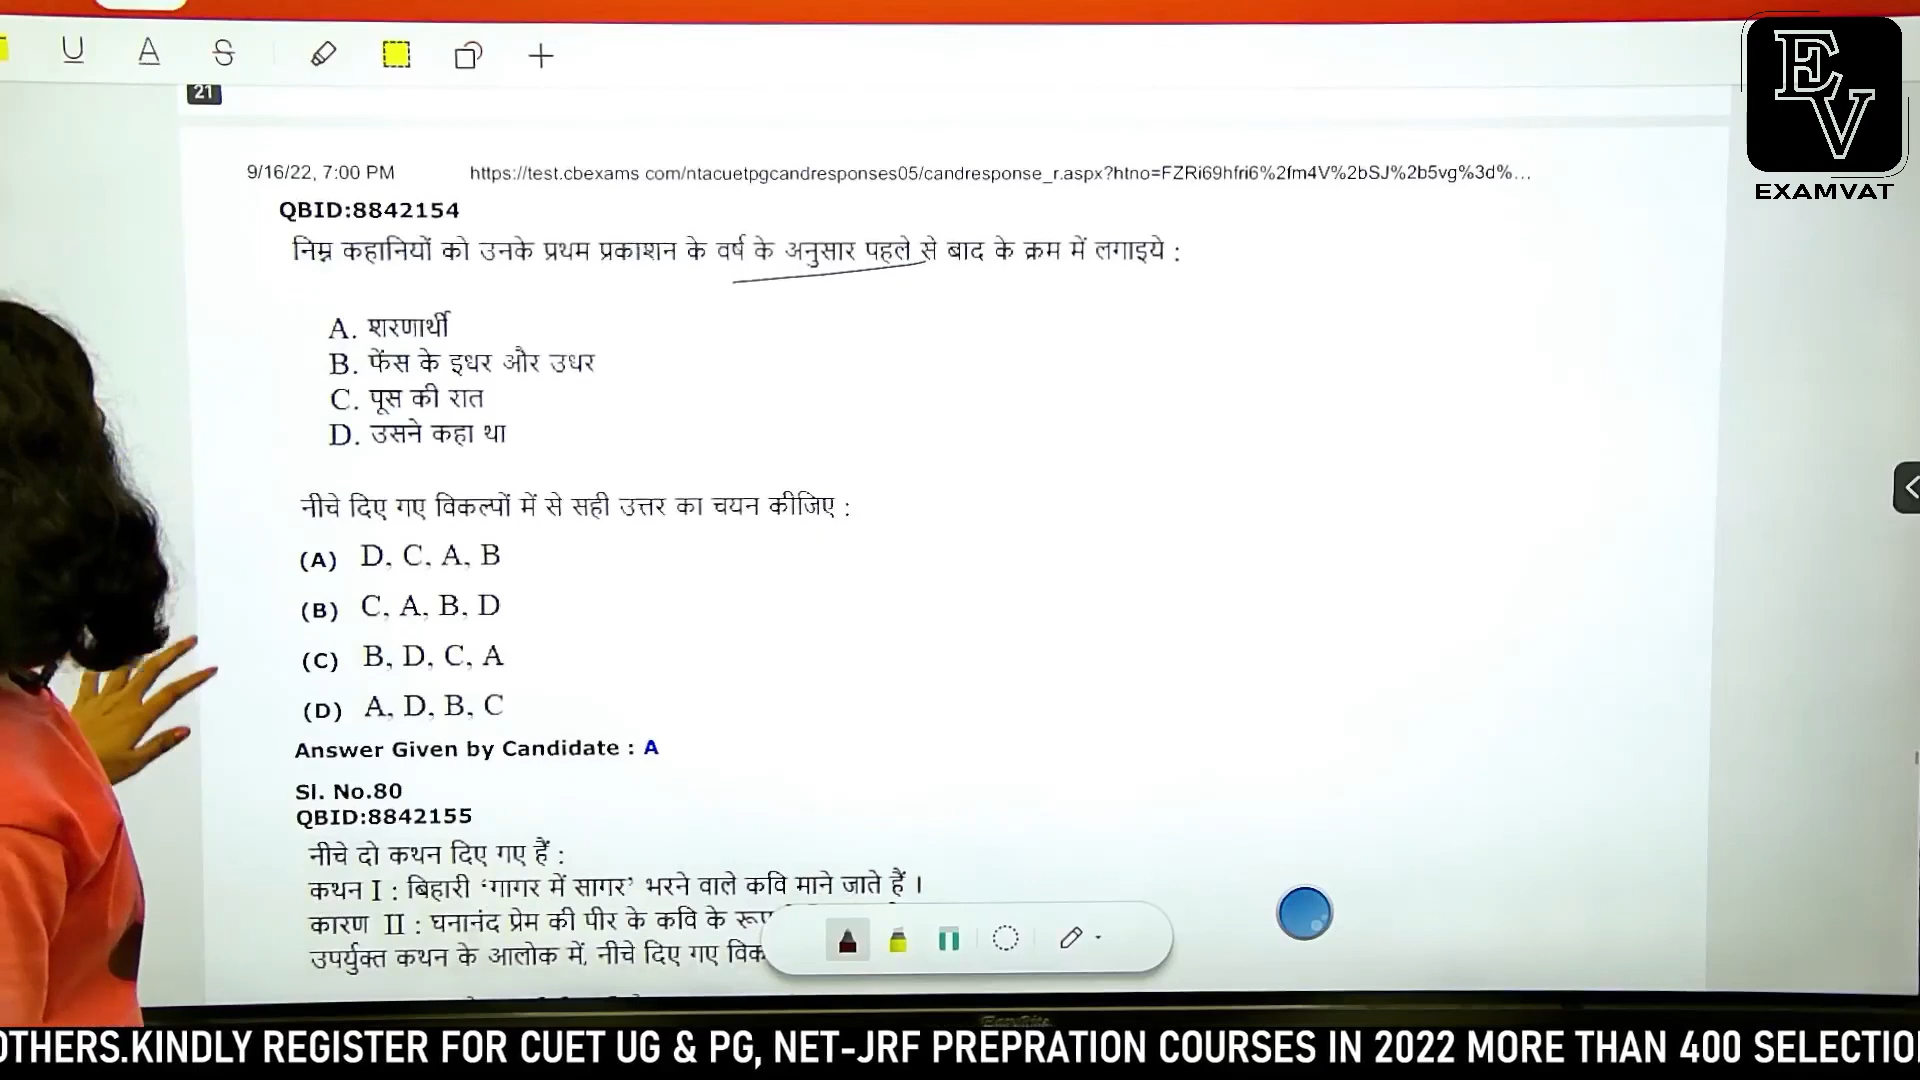 21
9/16/22, 7:00 PM https://test.cbexams com/ntacuetpgcandresponses05/candresponse_r.aspx?htno=FZRi69hfri6%2fm4V%2bSJ%2b5vg%3d%...
EV
EXAMVAT
QBID:8842154
निम्न कहानियों को उनके प्रथम प्रकाशन के वर्ष के अनुसार पहले से बाद के क्रम में लगाइये :
A. शरणार्थी
B. फेंस के इधर और उधर
C. पूस की रात
D. उसने कहा था
नीचे दिए गए विकल्पों में से सही उत्तर का चयन कीजिए :
(A) D, C, A, B
(B) C, A, B, D
(C) B, D, C, A
(D) A, D, B, C
Answer Given by Candidate : A
Sl. No.80
QBID:8842155
नीचे दो कथन दिए गए हैं :
कथन I : बिहारी ‘गागर में सागर’ भरने वाले कवि माने जाते हैं ।
कारण II : घनानंद प्रेम की पीर के कवि के
उपर्युक्त कथन के आलोक में, नीचे दिए गए
OTHERS.KINDLY REGISTER FOR CUET UG & PG, NET-JRF PREPRATION COURSES IN 2022 MORE THAN 400 SELECTIO